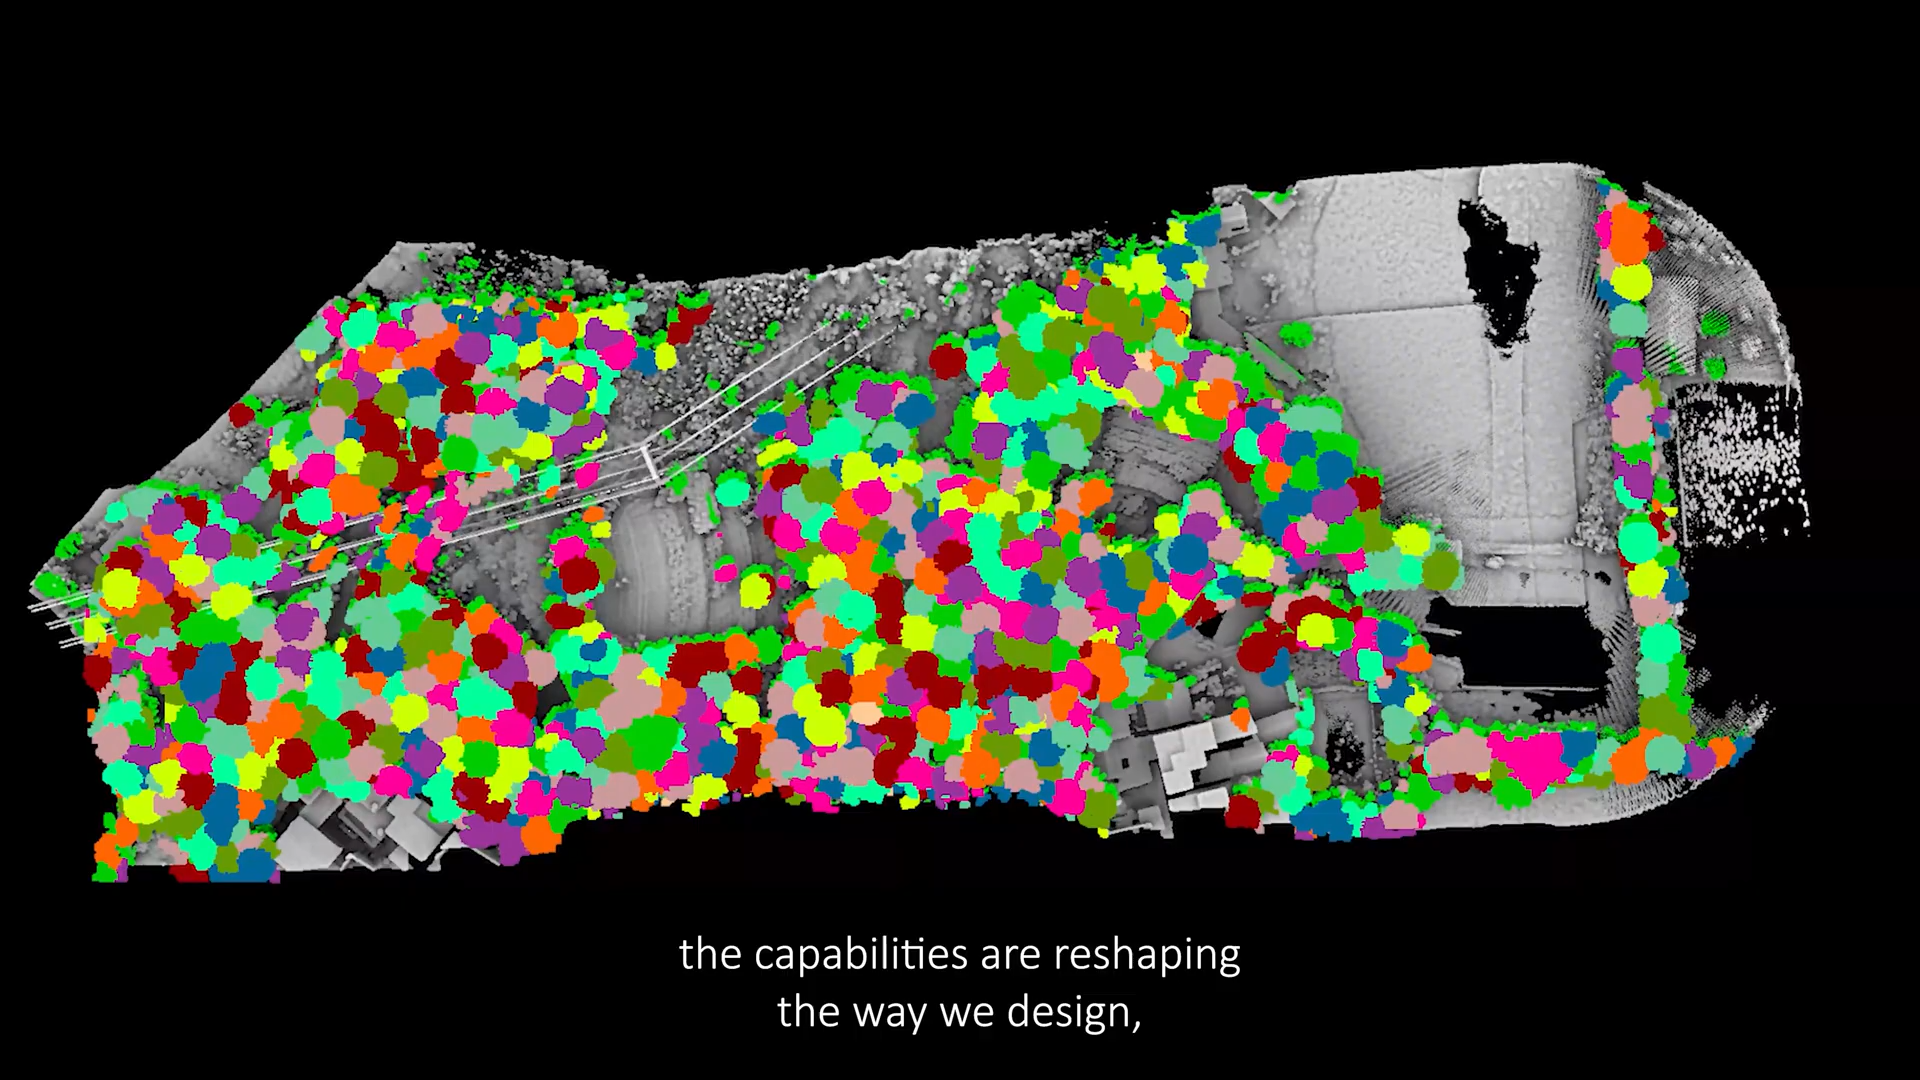 the capabilities are reshaping
the way we design,